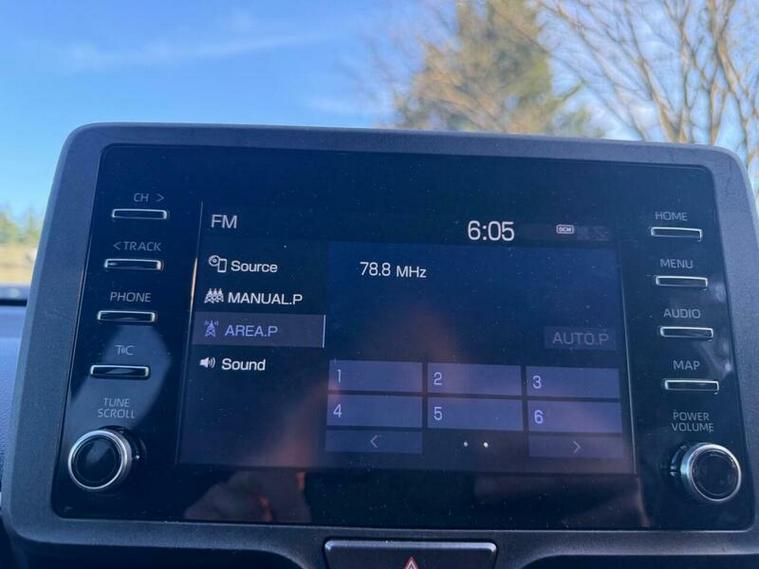 CH >
< TRACK
PHONE
T@C
TUNE
SCROLL
FM
6:05
DCM
Source
MANUAL.P
AREA.P
Sound
78.8 MHz
AUTO.P
1
2
3
4
5
6
<
>
HOME
MENU
AUDIO
MAP
POWER
VOLUME